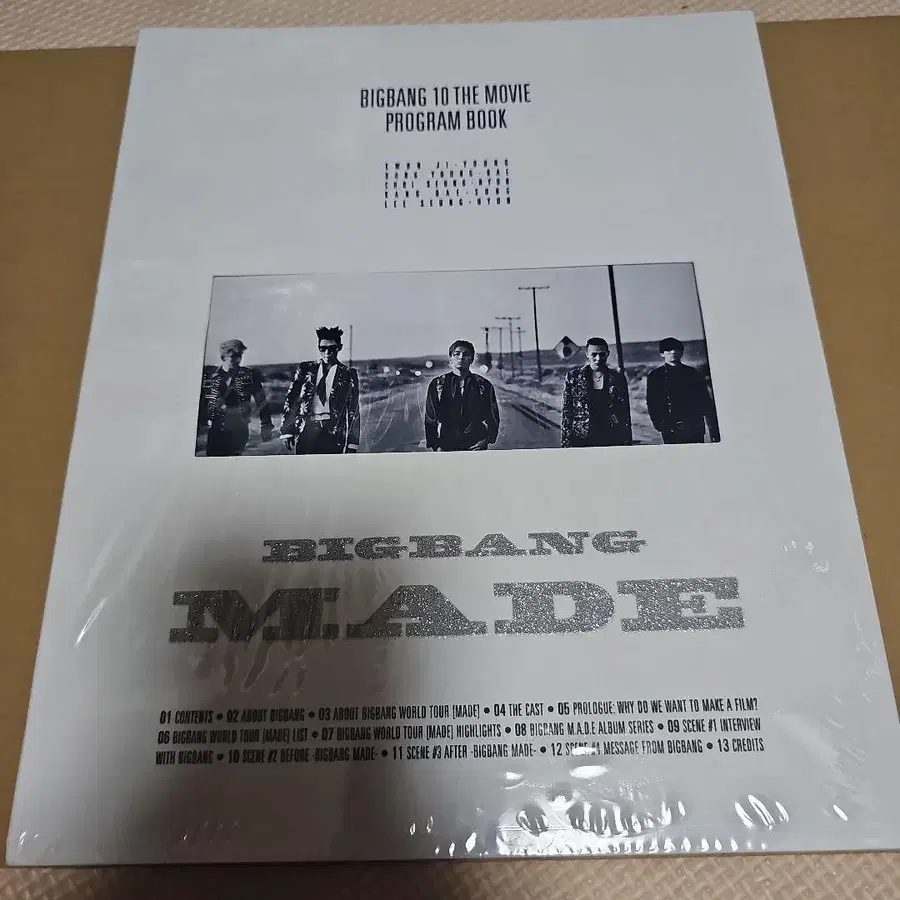 BIGBANG 10 THE MOVIE
PROGRAM BOOK
KWON JI-YOUNG
DONG YOUNG-BAE
CHOI SEUNG-HYUN
KANG DAE-SUNG
LEE SEUNG-HYUN
BIGBANG
MADE
01 CONTENTS • 02 ABOUT BIGBANG • 03 ABOUT BIGBANG WORLD TOUR [MADE] • 04 THE CAST • 05 PROLOGUE: WHY DO WE WANT TO MAKE A FILM?
06 BIGBANG WORLD TOUR [MADE] LIST • 07 BIGBANG WORLD TOUR [MADE] HIGHLIGHTS • 08 BIGBANG M.A.D.E ALBUM SERIES • 09 SCENE #1 INTERVIEW
WITH BIGBANG • 10 SCENE #2 BEFORE -BIGBANG MADE- • 11 SCENE #3 AFTER -BIGBANG MADE- • 12 SCENE #4 MESSAGE FROM BIGBANG • 13 CREDITS